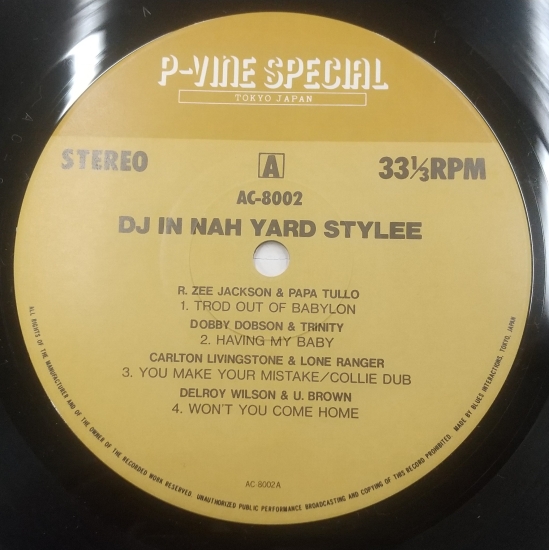 P-VINE SPECIAL
TOKYO JAPAN
STEREO A 33⅓RPM
AC-8002
DJ IN NAH YARD STYLEE
R. ZEE JACKSON & PAPA TULLO
1. TROD OUT OF BABYLON
DOBBY DOBSON & TRINITY
2. HAVING MY BABY
CARLTON LIVINGSTONE & LONE RANGER
3. YOU MAKE YOUR MISTAKE/COLLIE DUB
DELROY WILSON & U. BROWN
4. WON'T YOU COME HOME
AC 8002A
ALL RIGHTS OF THE MANUFACTURER AND OF THE OWNER OF THE RECORDED WORK RESERVED. UNAUTHORIZED PUBLIC PERFORMANCE BROADCASTING AND COPYING OF THIS RECORD PROHIBITED. MADE BY BLUES INTERACTIONS, TOKYO, JAPAN